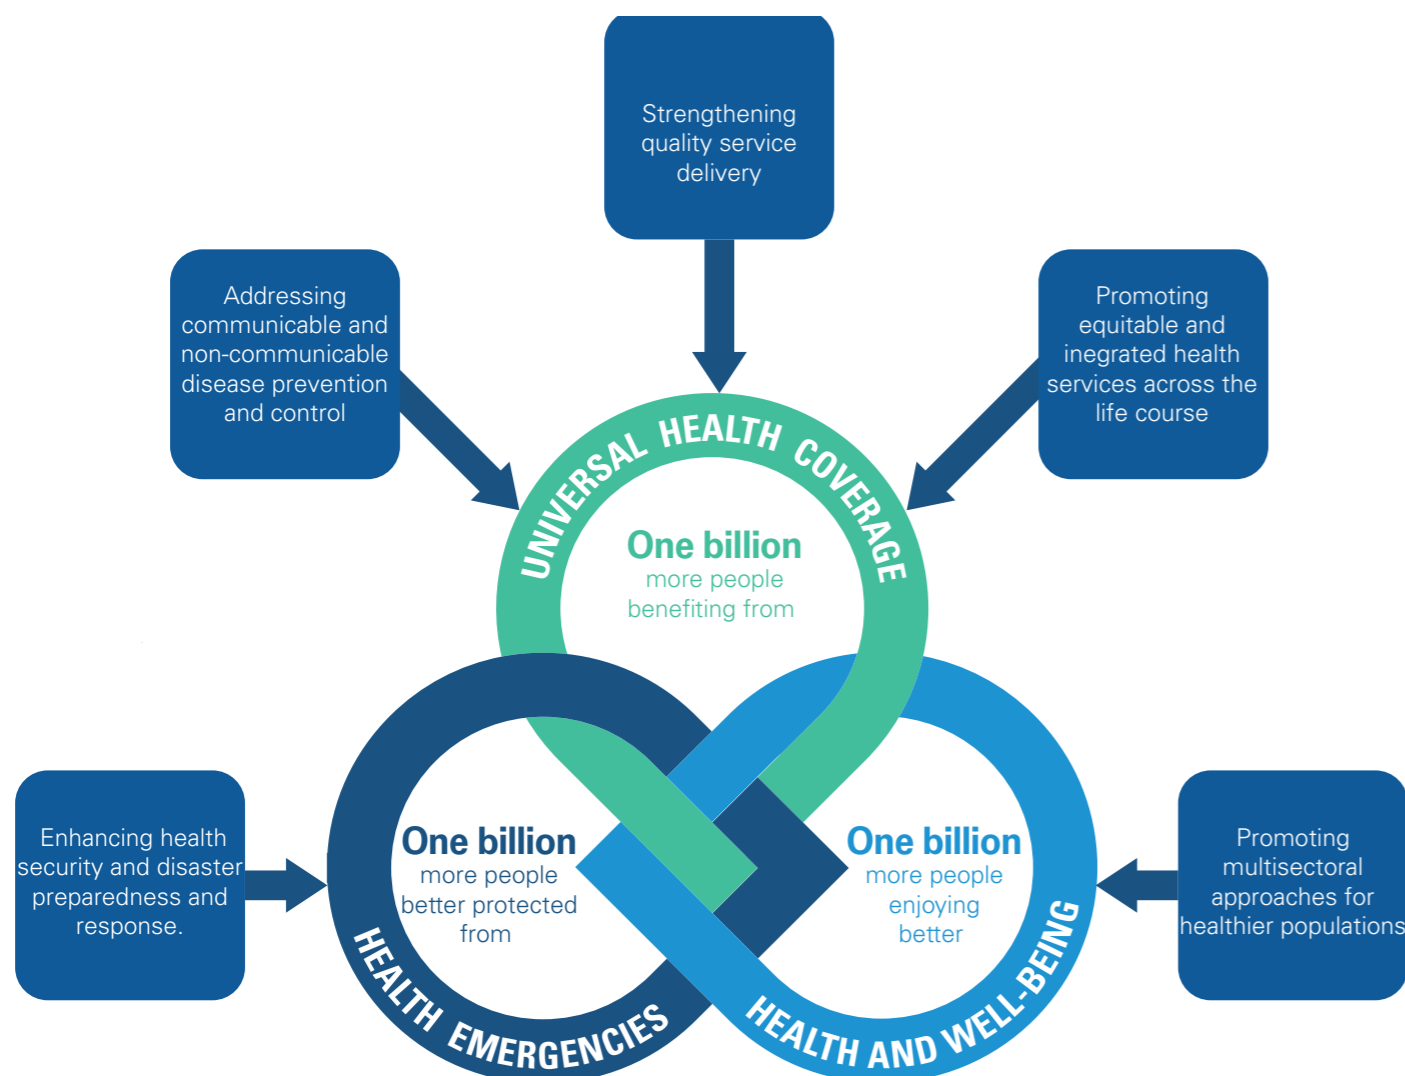 Strengthening
quality service
delivery
Addressing
communicable and
non-communicable
disease prevention
and control
Promoting
equitable and
inegrated health
services across the
life course
UNIVERSAL HEALTH COVERAGE
One billion
more people
benefiting from
Enhancing health
security and disaster
preparedness and
response.
One billion
more people
better protected
from
HEALTH EMERGENCIES
One billion
more people
enjoying
better
HEALTH AND WELL-BEING
Promoting
multisectoral
approaches for
healthier populations